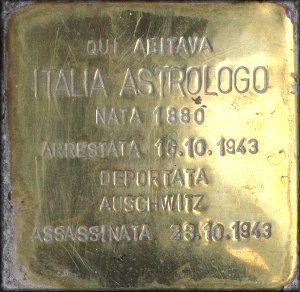 QUI ABITAVA
ITALIA ASTROLOGO
NATA 1880
ARRESTATA 16.10.1943
DEPORTATA
AUSCHWITZ
ASSASSINATA 23.10.1943